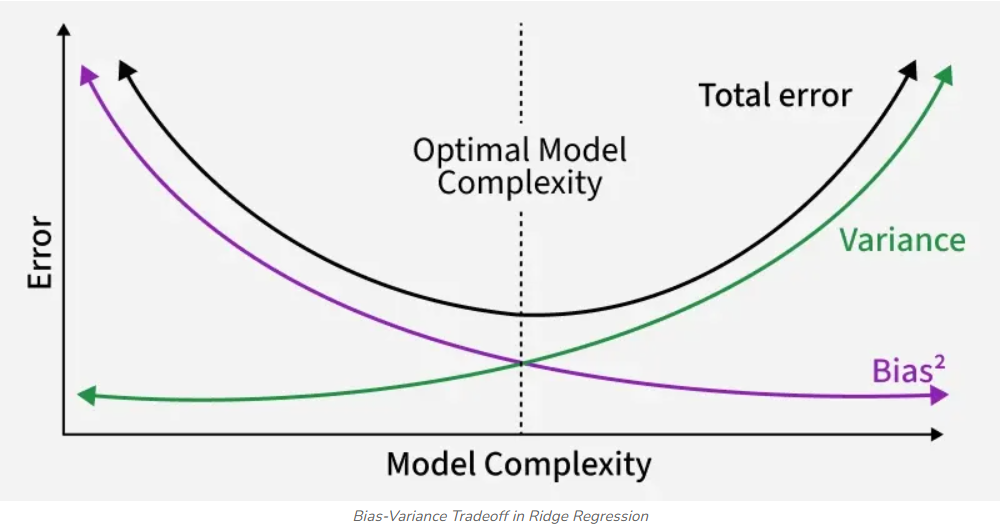 Total error
Optimal Model
Complexity
Variance
Error
Bias²
Model Complexity
Bias-Variance Tradeoff in Ridge Regression